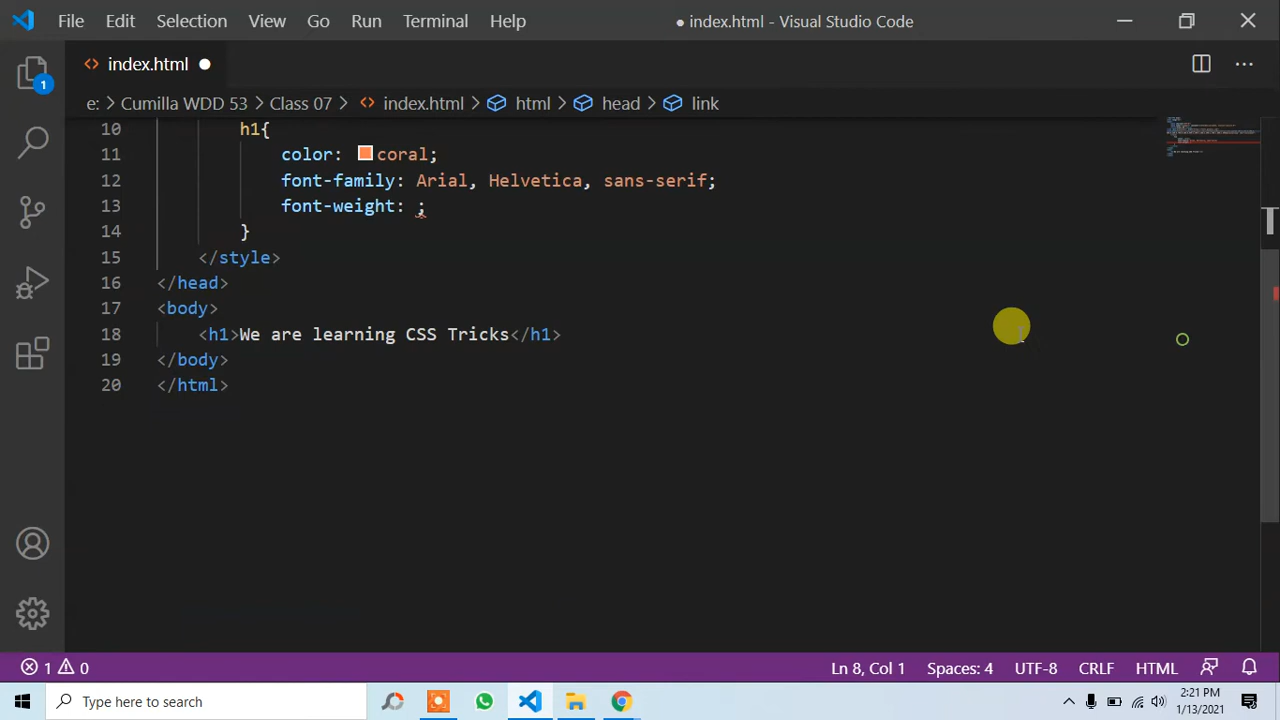 File Edit Selection View Go Run Terminal Help ● index.html - Visual Studio Code
index.html
e: > Cumilla WDD 53 > Class 07 > index.html > html > head > link
1
10 h1{
11 color: coral;
12 font-family: Arial, Helvetica, sans-serif;
13 font-weight: ;
14 }
15 </style>
16 </head>
17 <body>
18 <h1>We are learning CSS Tricks</h1>
19 </body>
20 </html>
1 0 Ln 8, Col 1 Spaces: 4 UTF-8 CRLF HTML
Type here to search
2:21 PM
1/13/2021